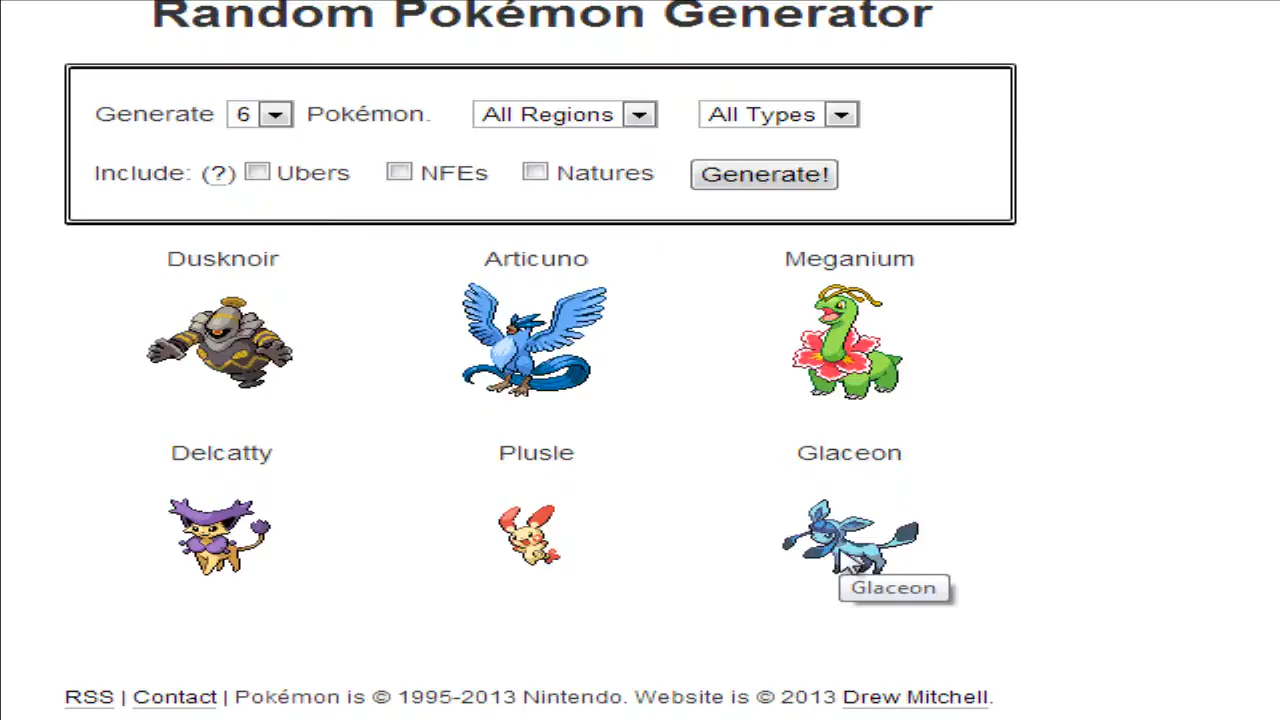 Random Pokémon Generator
Generate 6 Pokémon. All Regions All Types
Include: (?) Ubers NFEs Natures Generate!
Dusknoir Articuno Meganium
Delcatty Plusle Glaceon
Glaceon
RSS | Contact | Pokémon is © 1995-2013 Nintendo. Website is © 2013 Drew Mitchell.